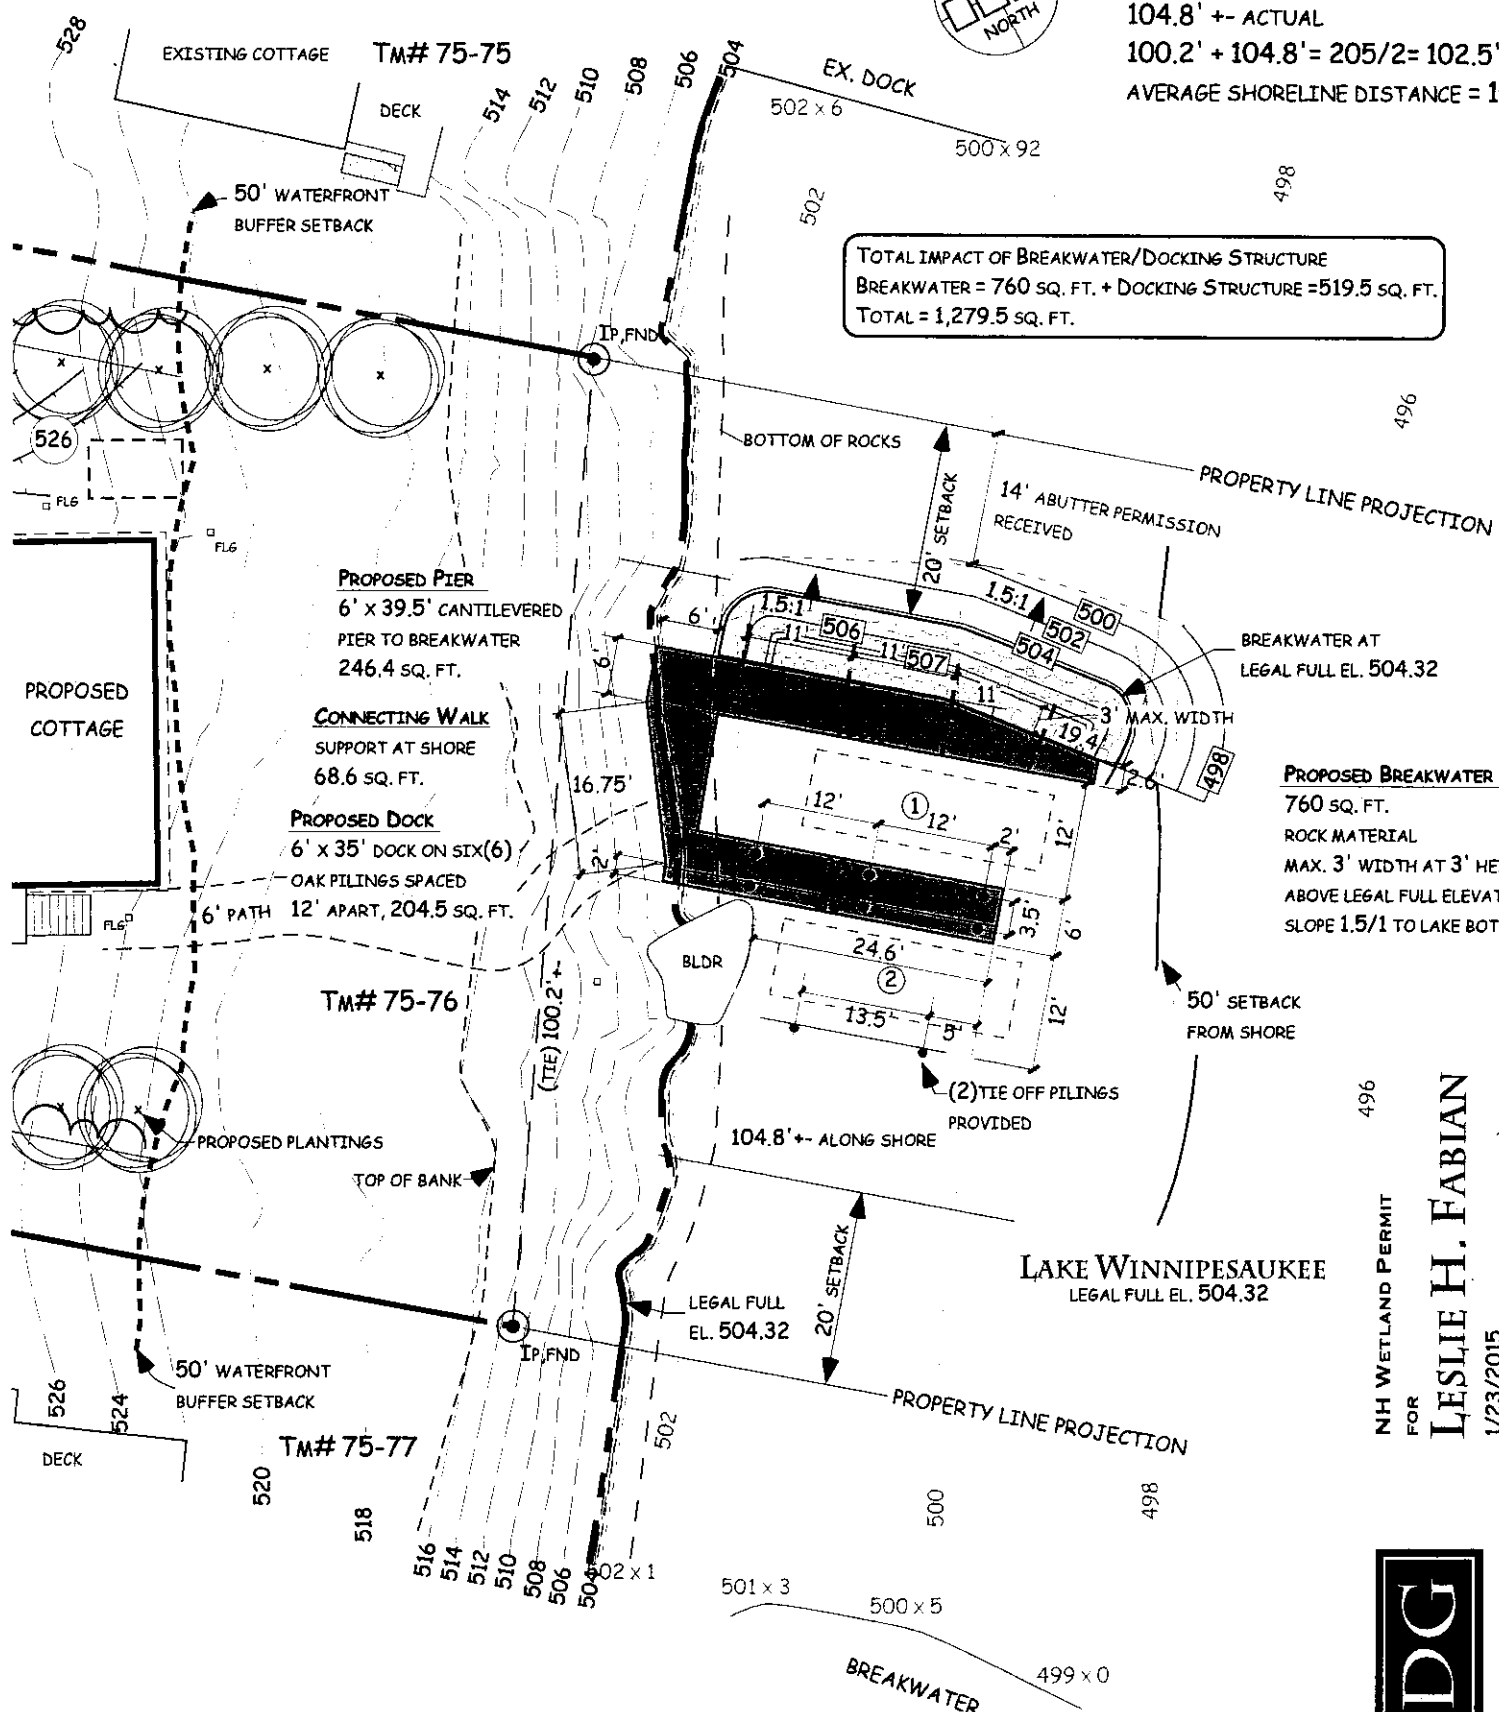 104.8' +- ACTUAL
100.2' + 104.8' = 205/2= 102.5'
AVERAGE SHORELINE DISTANCE = 1
NORTH
528
EXISTING COTTAGE
TM# 75-75
DECK
514
512
510
508
506
504
EX. DOCK
502 x 6
500 x 92
502
498
50' WATERFRONT
BUFFER SETBACK
TOTAL IMPACT OF BREAKWATER/DOCKING STRUCTURE
BREAKWATER = 760 SQ. FT. + DOCKING STRUCTURE =519.5 SQ. FT.
TOTAL = 1,279.5 SQ. FT.
IP,FND
496
526
FLG
FLG
BOTTOM OF ROCKS
20' SETBACK
14' ABUTTER PERMISSION
RECEIVED
PROPERTY LINE PROJECTION
PROPOSED PIER
6' x 39.5' CANTILEVERED
PIER TO BREAKWATER
246.4 SQ. FT.
6'
6'
1.5:1
506
11'
11'
507
11'
1.5:1
500
502
504
BREAKWATER AT
LEGAL FULL EL. 504.32
3' MAX. WIDTH
19.4'
2.6'
498
PROPOSED
COTTAGE
CONNECTING WALK
SUPPORT AT SHORE
68.6 SQ. FT.
16.75'
PROPOSED DOCK
6' x 35' DOCK ON SIX(6)
OAK PILINGS SPACED
12' APART, 204.5 SQ. FT.
2'
12'
1
12'
2'
12'
PROPOSED BREAKWATER
760 SQ. FT.
ROCK MATERIAL
MAX. 3' WIDTH AT 3' HE
ABOVE LEGAL FULL ELEVAT
SLOPE 1.5/1 TO LAKE BOT
6' PATH
FLG
3.5'
6'
BLDR
24.6'
2
13.5'
5'
12'
TM# 75-76
(TIE) 100.2'+-
50' SETBACK
FROM SHORE
(2)TIE OFF PILINGS
PROVIDED
496
PROPOSED PLANTINGS
104.8'+- ALONG SHORE
TOP OF BANK
20' SETBACK
LAKE WINNIPESAUKEE
LEGAL FULL EL. 504.32
LEGAL FULL
EL. 504.32
IP,FND
50' WATERFRONT
BUFFER SETBACK
526
524
DECK
TM# 75-77
502
PROPERTY LINE PROJECTION
520
518
516
514
512
510
508
506
504
502 x 1
500
498
501 x 3
500 x 5
499 x 0
BREAKWATER
NH WETLAND PERMIT
FOR
LESLIE H. FABIAN
1/23/2015
DG